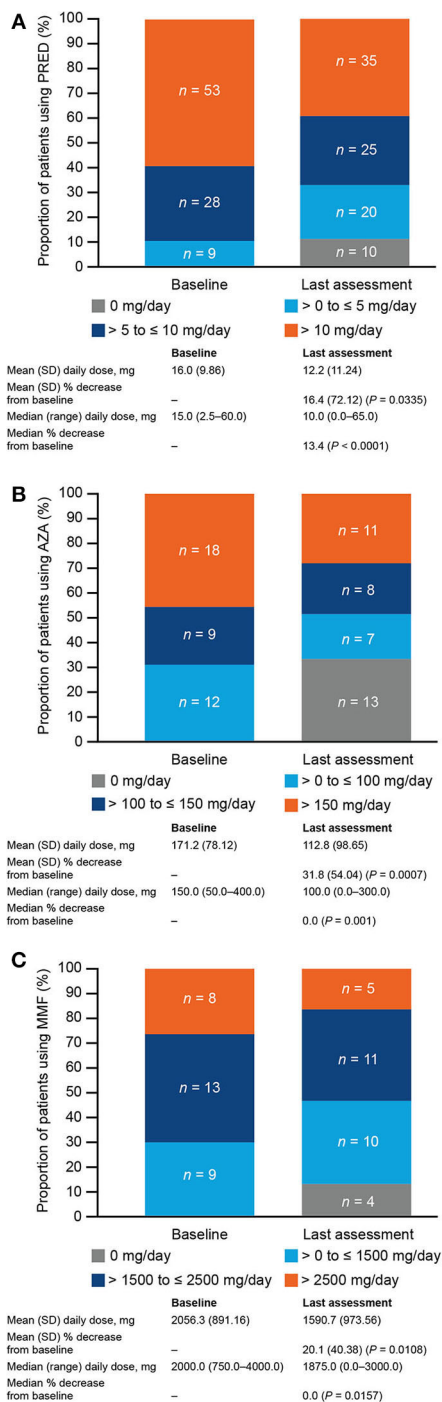 A
Proportion of patients using PRED (%)
100
90
80
70
60
50
40
30
20
10
0
n = 53
n = 28
n = 9
n = 35
n = 25
n = 20
n = 10
Baseline Last assessment
0 mg/day > 0 to ≤ 5 mg/day
> 5 to ≤ 10 mg/day > 10 mg/day
Baseline Last assessment
Mean (SD) daily dose, mg 16.0 (9.86) 12.2 (11.24)
Mean (SD) % decrease
from baseline – 16.4 (72.12) (P = 0.0335)
Median (range) daily dose, mg 15.0 (2.5–60.0) 10.0 (0.0–65.0)
Median % decrease
from baseline – 13.4 (P < 0.0001)
B
Proportion of patients using AZA (%)
100
90
80
70
60
50
40
30
20
10
0
n = 18
n = 9
n = 12
n = 11
n = 8
n = 7
n = 13
Baseline Last assessment
0 mg/day > 0 to ≤ 100 mg/day
> 100 to ≤ 150 mg/day > 150 mg/day
Baseline Last assessment
Mean (SD) daily dose, mg 171.2 (78.12) 112.8 (98.65)
Mean (SD) % decrease
from baseline – 31.8 (54.04) (P = 0.0007)
Median (range) daily dose, mg 150.0 (50.0–400.0) 100.0 (0.0–300.0)
Median % decrease
from baseline – 0.0 (P = 0.001)
C
Proportion of patients using MMF (%)
100
90
80
70
60
50
40
30
20
10
0
n = 8
n = 13
n = 9
n = 5
n = 11
n = 10
n = 4
Baseline Last assessment
0 mg/day > 0 to ≤ 1500 mg/day
> 1500 to ≤ 2500 mg/day > 2500 mg/day
Baseline Last assessment
Mean (SD) daily dose, mg 2056.3 (891.16) 1590.7 (973.56)
Mean (SD) % decrease
from baseline – 20.1 (40.38) (P = 0.0108)
Median (range) daily dose, mg 2000.0 (750.0–4000.0) 1875.0 (0.0–3000.0)
Median % decrease
from baseline – 0.0 (P = 0.0157)